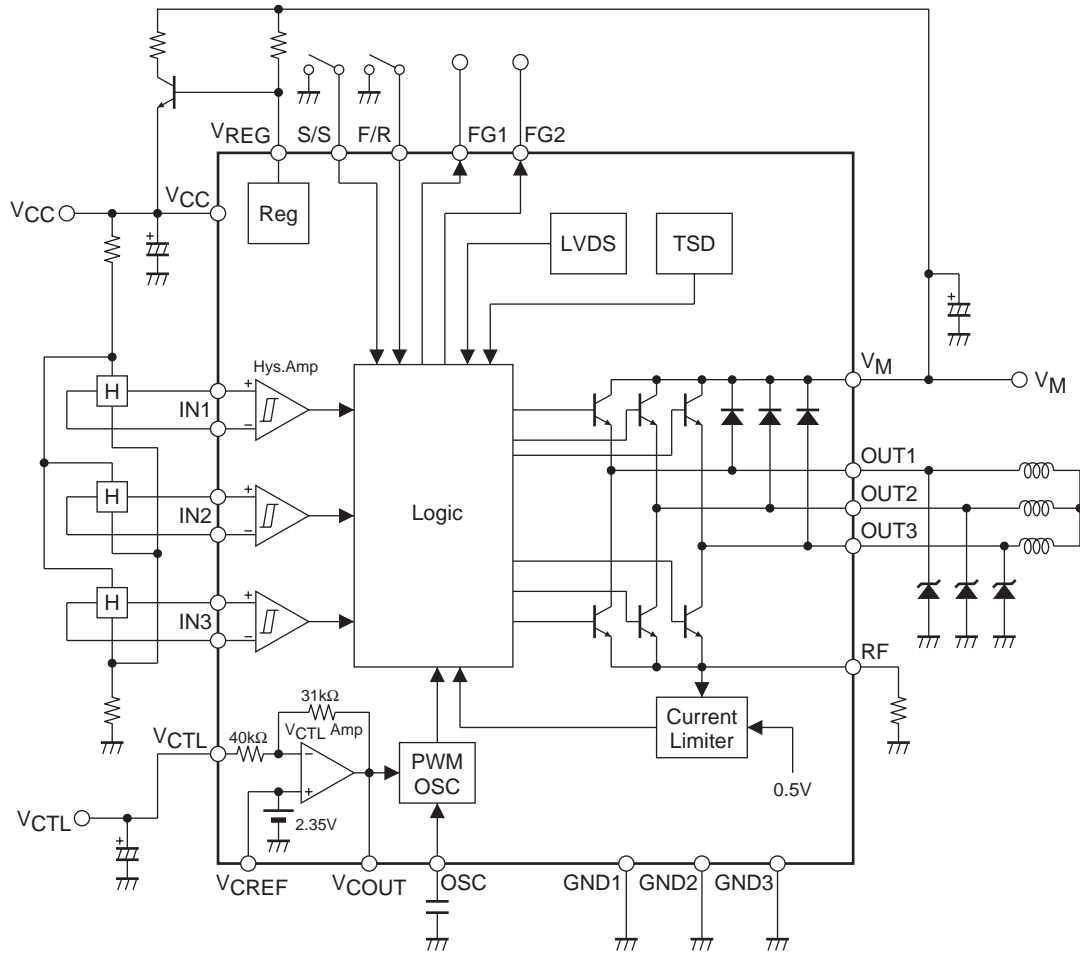 VREG S/S F/R FG1 FG2
VCC VCC
+
Reg
LVDS
TSD
+
Hys.Amp
VM
VM
H
+
IN1
−
OUT1
H
+
IN2
−
Logic
OUT2
OUT3
H
+
IN3
−
RF
31kΩ
VCTL
40kΩ
VCTL Amp
−
+
PWM
OSC
Current
Limiter
0.5V
2.35V
VCTL
+
VCREF VCOUT OSC GND1 GND2 GND3